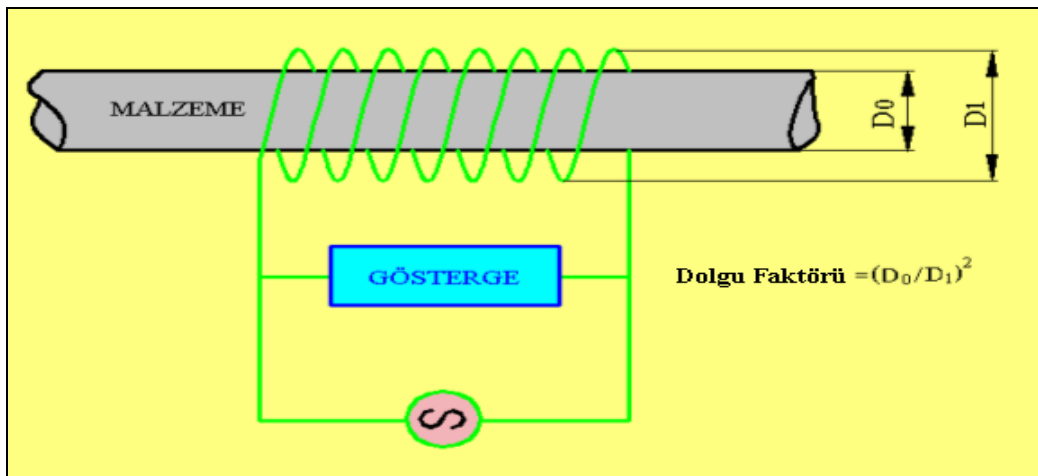 MALZEME
D0
D1
GÖSTERGE
Dolgu Faktörü =(D₀/D₁)²